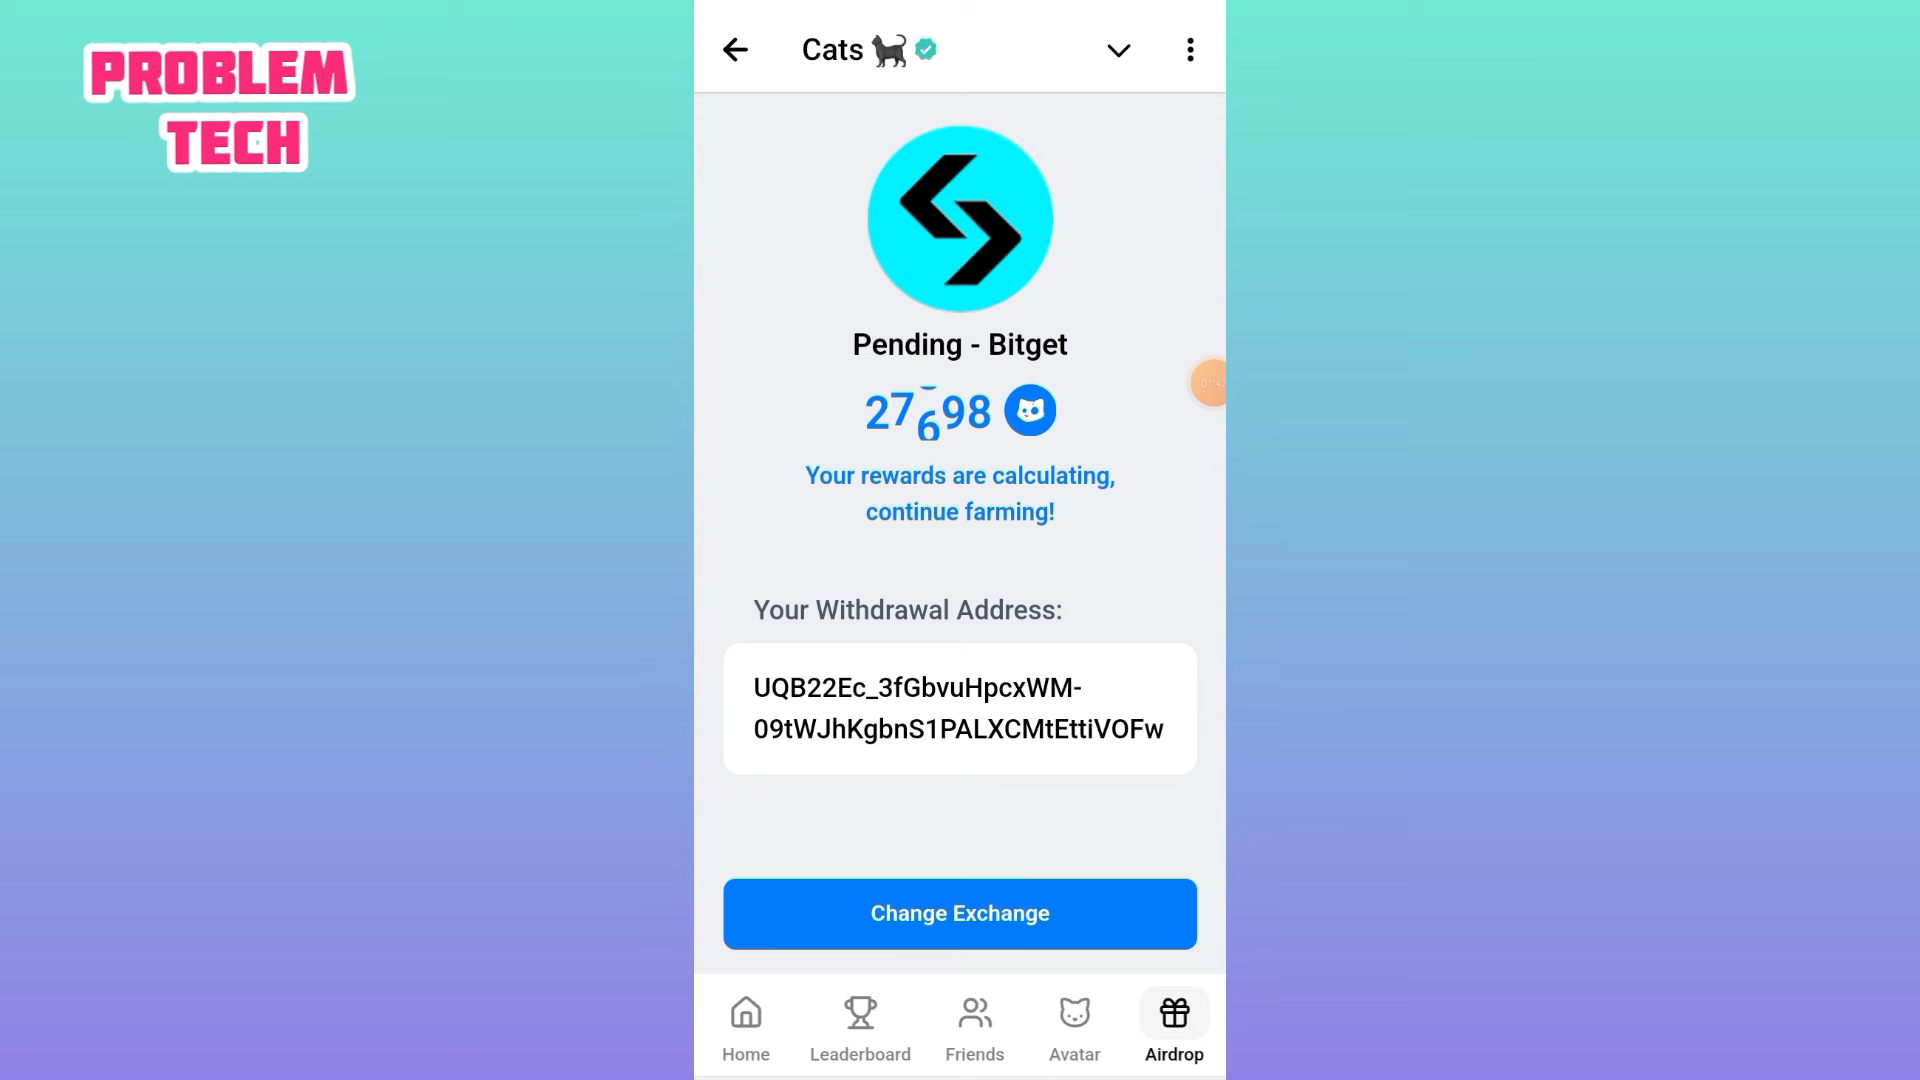 PROBLEM
TECH
Cats
Pending - Bitget
27698
Your rewards are calculating,
continue farming!
Your Withdrawal Address:
UQB22Ec_3fGbvuHpcxWM-
09tWJhKgbnS1PALXCMtEttiVOFw
Change Exchange
Home
Leaderboard
Friends
Avatar
Airdrop